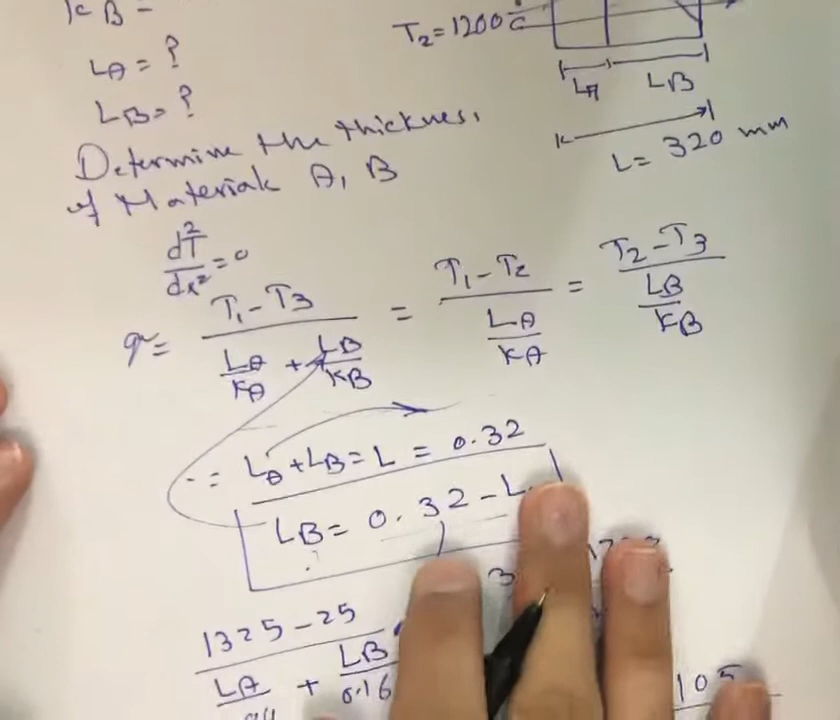 K B =
T2 = 1200 C
LA = ?
LB = ?
LA LB
L = 320 mm
Determine the thickness
of Materials A, B
d²T/dx² = 0
q = (T1 - T3)/(LA/KA + LB/KB) = (T1 - T2)/(LA/KA) = (T2 - T3)/(LB/KB)
∴ = LA + LB = L = 0.32
LB = 0.32 - L
1325 - 25
LA + LB
0.16
105